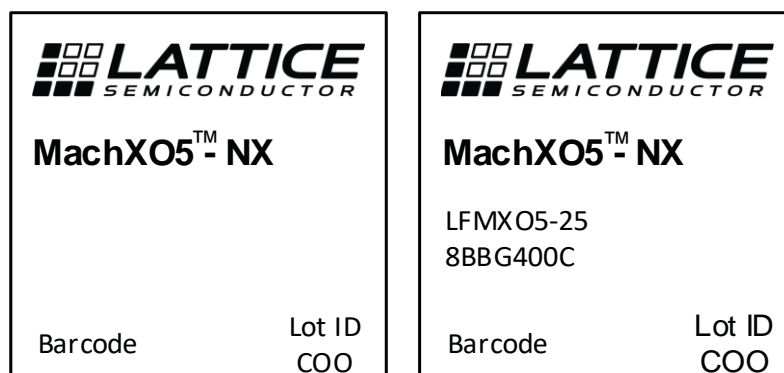 LATTICE
SEMICONDUCTOR
MachXO5™- NX
Barcode
Lot ID
COO
LATTICE
SEMICONDUCTOR
MachXO5™- NX
LFMXO5-25
8BBG400C
Barcode
Lot ID
COO